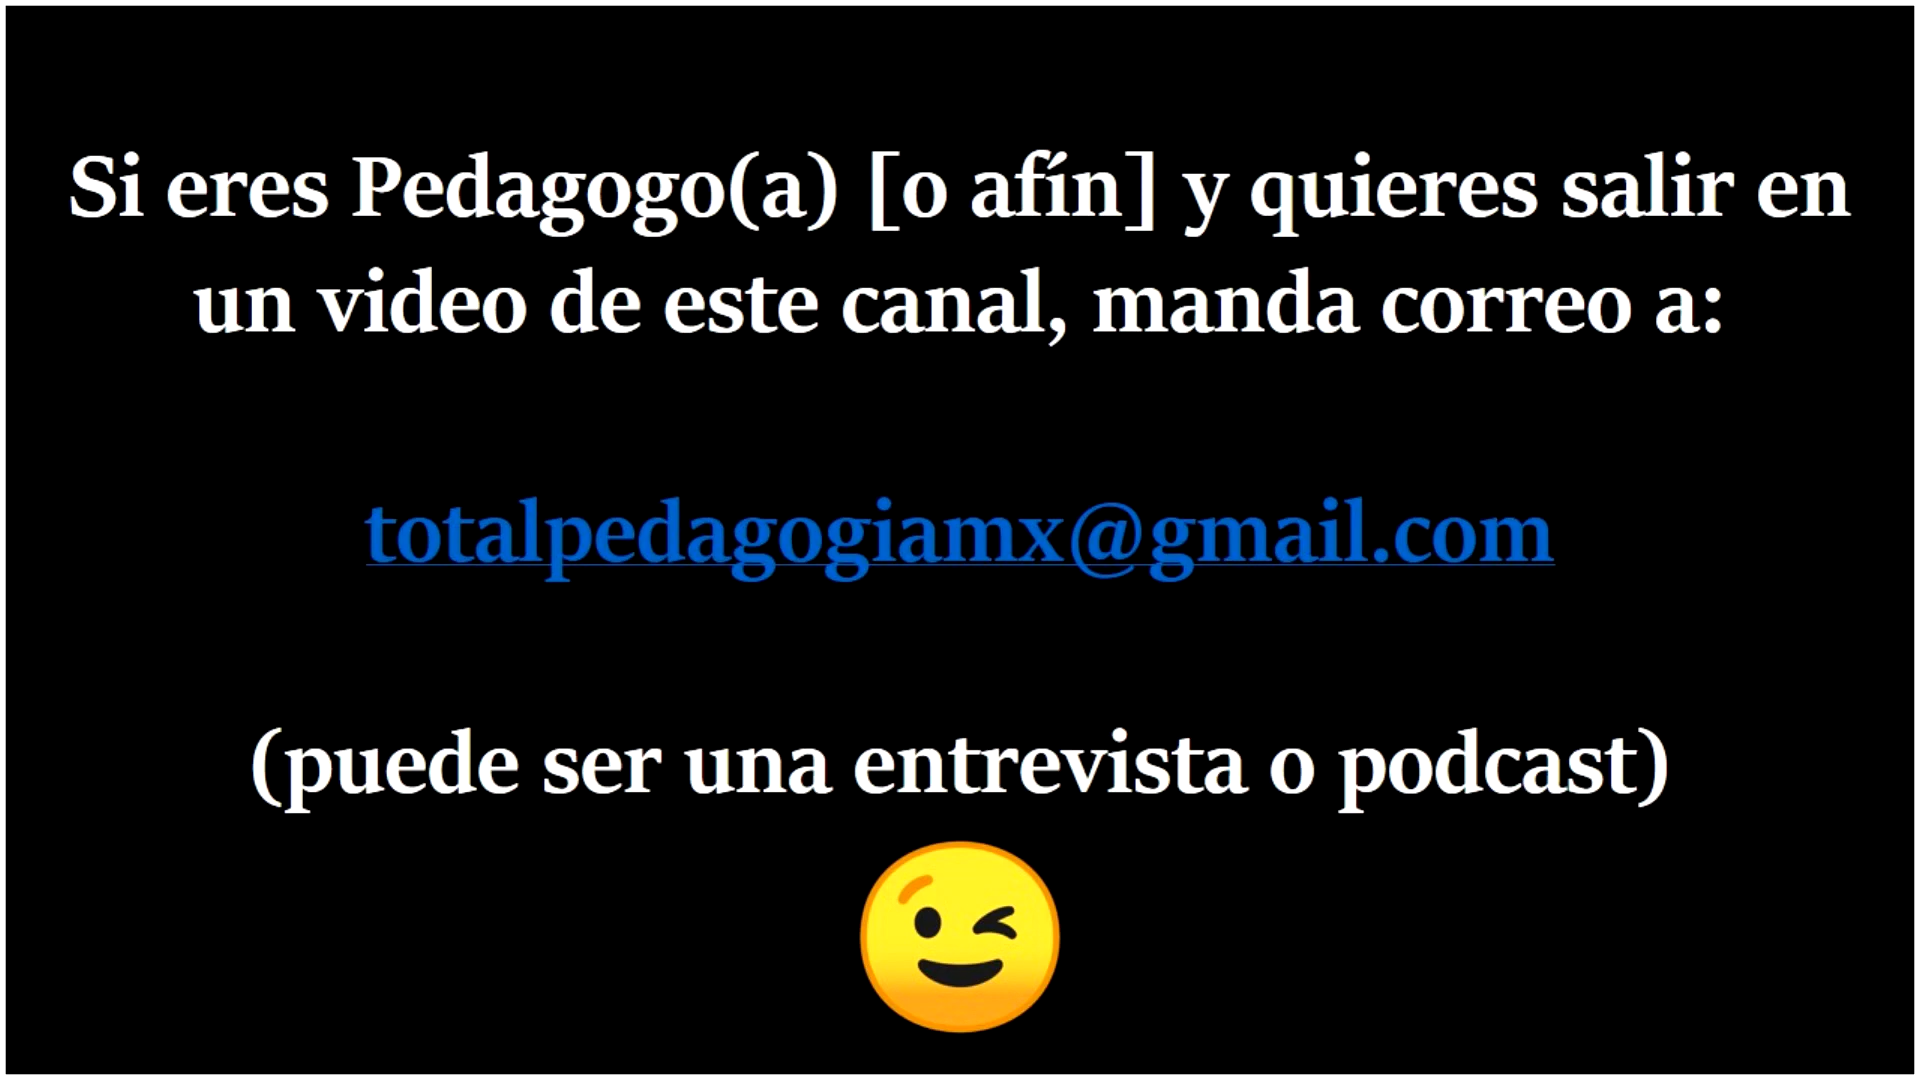 Si eres Pedagogo(a) [o afín] y quieres salir en
un video de este canal, manda correo a:
totalpedagogiamx@gmail.com
(puede ser una entrevista o podcast)